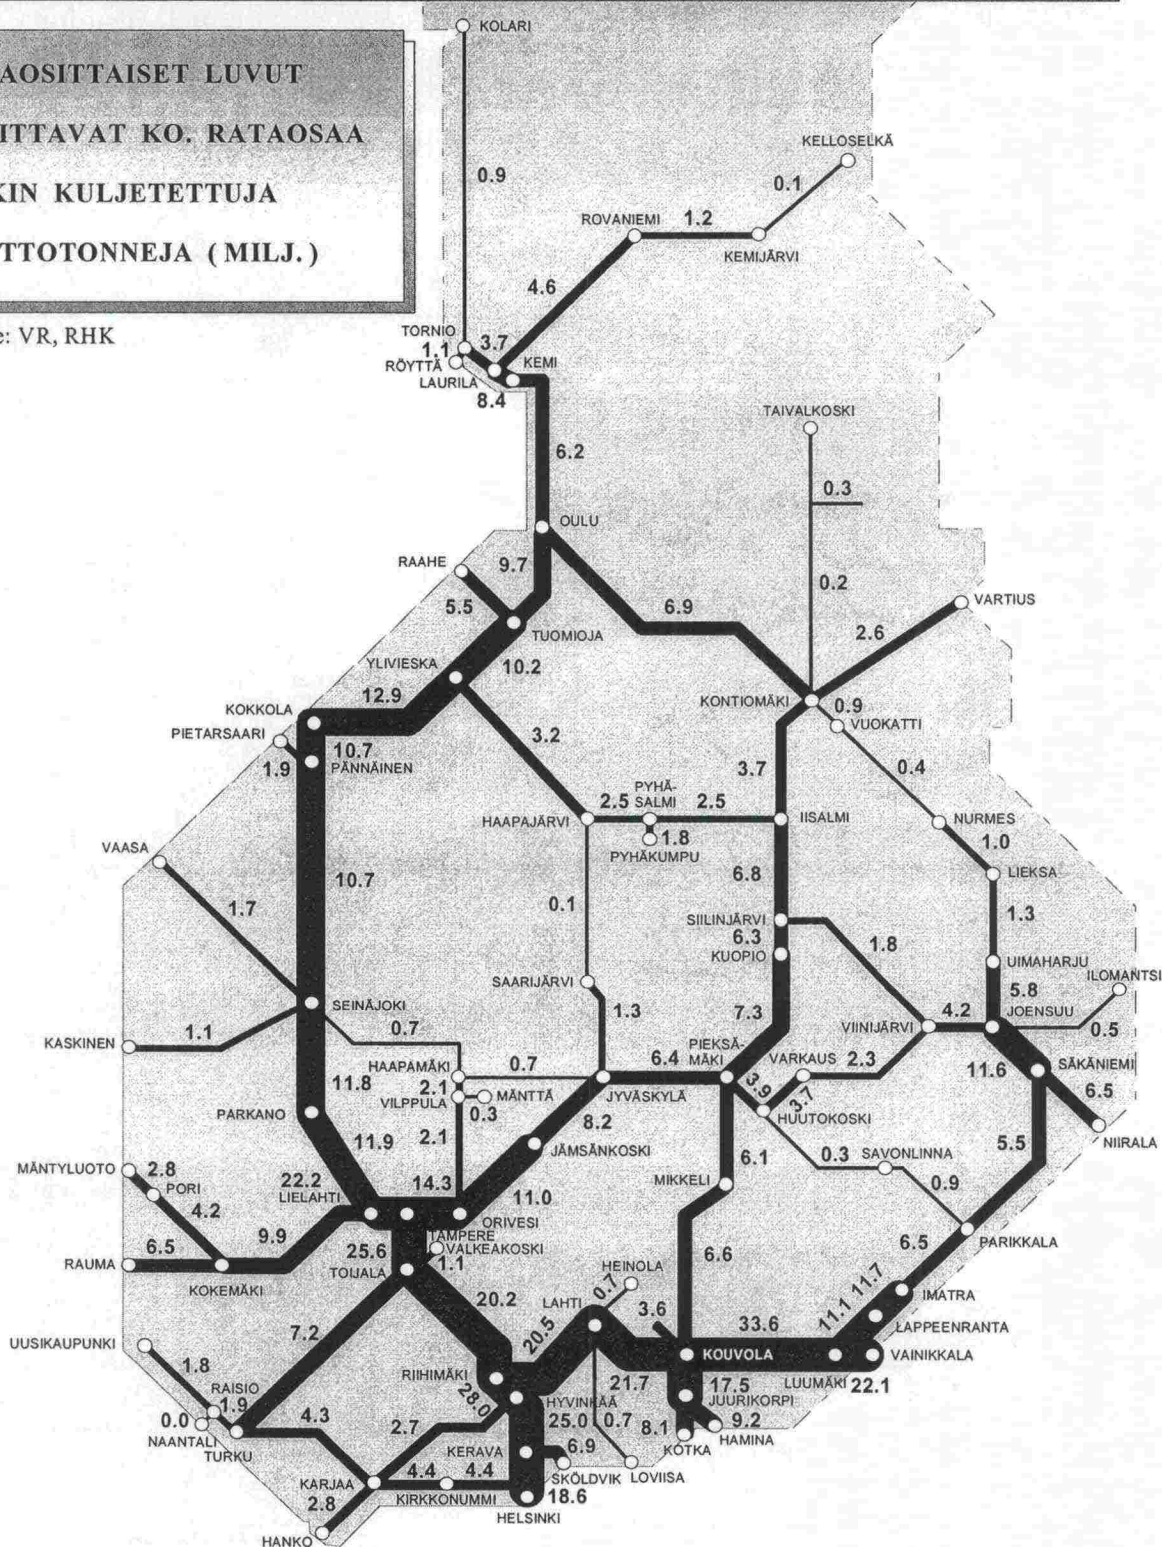 AOSITTAISET LUVUT
ITTAVAT KO. RATAOSAA
KIN KULJETETTUJA
TTOTONNEJA (MILJ.)
e: VR, RHK
KOLARI
0.9
KELLOSELKÄ
0.1
ROVANIEMI
1.2
KEMIJÄRVI
4.6
TORNIO
3.7
1.1
RÖYTTÄ
KEMI
LAURILA
8.4
TAIVALKOSKI
6.2
0.3
OULU
RAAHE
9.7
5.5
0.2
6.9
VARTIUS
2.6
TUOMIOJA
YLIVIESKA
10.2
12.9
KONTIOMÄKI
0.9
KOKKOLA
VUOKATTI
PIETARSAARI
10.7
3.2
1.9
PÄNNÄINEN
0.4
3.7
PYHÄ-
SALMI
2.5
2.5
HAAPAJÄRVI
IISALMI
NURMES
1.8
PYHÄKUMPU
1.0
VAASA
LIEKSA
10.7
6.8
1.7
0.1
1.3
SIILINJÄRVI
6.3
1.8
KUOPIO
UIMAHARJU
ILOMANTSI
SAARIJÄRVI
5.8
SEINÄJOKI
1.3
7.3
4.2
JOENSUU
VIINIJÄRVI
0.5
1.1
0.7
KASKINEN
PIEKSÄ-
MÄKI
6.4
VARKAUS
2.3
HAAPAMÄKI
0.7
11.6
SÄKÄNIEMI
2.1
3.9
3.7
6.5
VILPPULA
MÄNTTÄ
JYVÄSKYLÄ
11.8
0.3
HUUTOKOSKI
PARKANO
8.2
11.9
2.1
NIIRALA
JÄMSÄNKOSKI
5.5
0.3
SAVONLINNA
6.1
MÄNTYLUOTO
2.8
22.2
14.3
MIKKELI
0.9
PORI
LIELAHTI
11.0
4.2
ORIVESI
9.9
TAMPERE
PARIKKALA
25.6
VALKEAKOSKI
6.5
6.6
RAUMA
6.5
1.1
KOKEMÄKI
TOIJALA
HEINOLA
0.7
11.7
IMATRA
20.2
LAHTI
3.6
11.1
7.2
33.6
LAPPEENRANTA
20.5
UUSIKAUPUNKI
KOUVOLA
VAINIKKALA
1.8
RIIHIMÄKI
21.7
17.5
LUUMÄKI
22.1
RAISIO
28.0
HYVINKÄÄ
JUURIKORPI
1.9
0.0
4.3
2.7
25.0
0.7
8.1
9.2
NAANTALI
HAMINA
TURKU
KERAVA
6.9
KOTKA
KARJAA
4.4
4.4
SKÖLDVIK
LOVIISA
2.8
KIRKKONUMMI
18.6
HELSINKI
HANKO